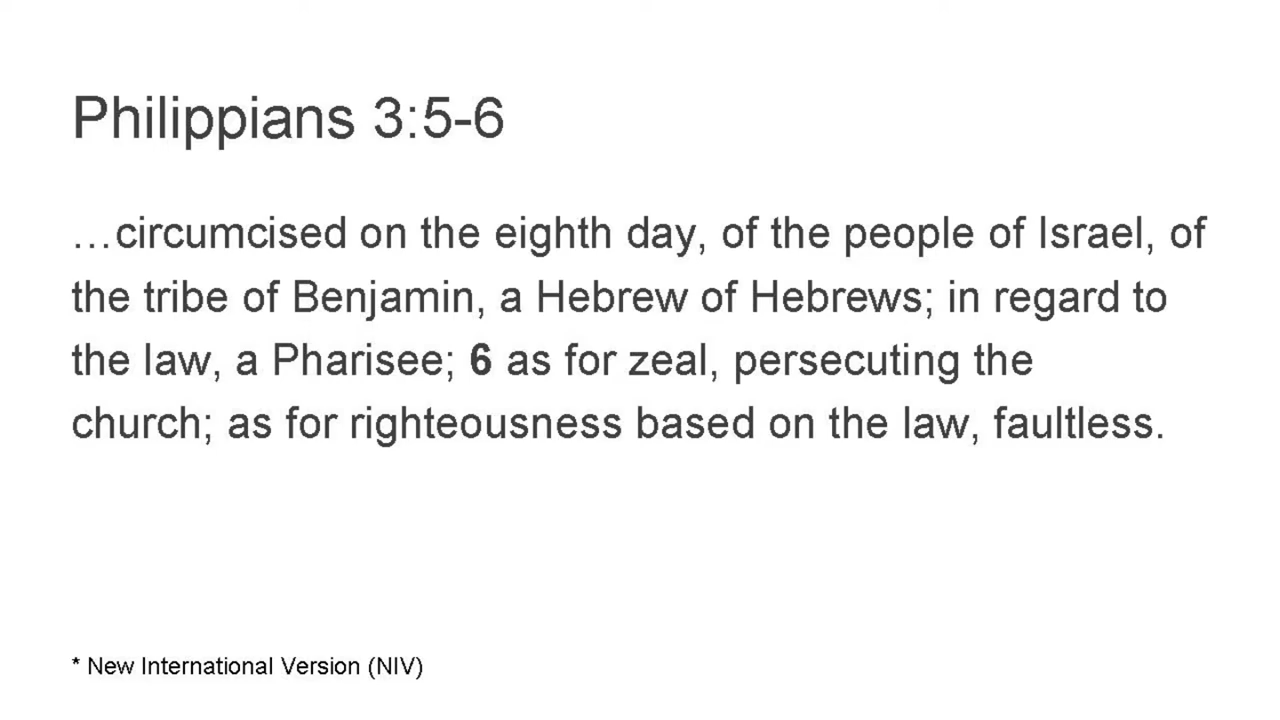 Philippians 3:5-6
…circumcised on the eighth day, of the people of Israel, of
the tribe of Benjamin, a Hebrew of Hebrews; in regard to
the law, a Pharisee; 6 as for zeal, persecuting the
church; as for righteousness based on the law, faultless.
* New International Version (NIV)